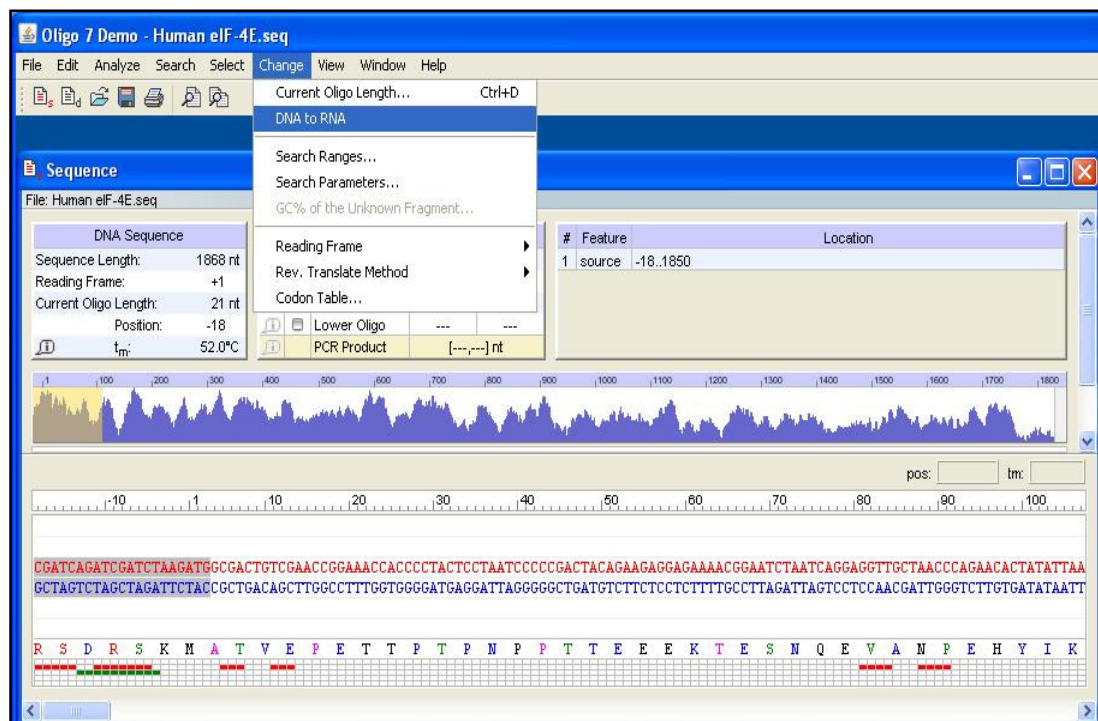 Oligo 7 Demo - Human eIF-4E.seq
File Edit Analyze Search Select Change View Window Help
Current Oligo Length... Ctrl+D
DNA to RNA
Search Ranges...
Search Parameters...
GC% of the Unknown Fragment...
Reading Frame
Rev. Translate Method
Codon Table...
Sequence
File: Human eIF-4E.seq
DNA Sequence
Sequence Length: 1868 nt
Reading Frame: +1
Current Oligo Length: 21 nt
Position: -18
tm: 52.0°C
Lower Oligo --- ---
PCR Product [---,---] nt
# Feature Location
1 source -18..1850
1 100 200 300 400 500 600 700 800 900 1000 1100 1200 1300 1400 1500 1600 1700 1800
pos: tm:
-10 1 10 20 30 40 50 60 70 80 90 100
CGATCAGATCGATCTAAGATGGCGACTGTCGAACCGGAAACCACCCCTACTCCTAATCCCCCGACTACAGAAGAGGAGAAAACGGAATCTAATCAGGAGGTTGCTAACCCAGAACACTATATTAA
GCTAGTCTAGCTAGATTCTACCGCTGACAGCTTGGCCTTTGGTGGGGATGAGGATTAGGGGGCTGATGTCTTCTCCTCTTTTGCCTTAGATTAGTCCTCCAACGATTGGGTCTTGTGATATAATT
R S D R S K M A T V E P E T T P T P N P P T T E E E K T E S N Q E V A N P E H Y I K